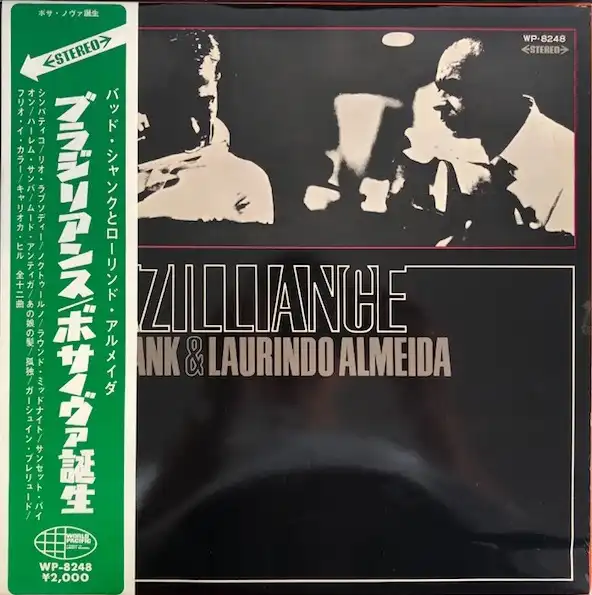 ボサ・ノヴァ誕生
STEREO
バッド・シャンクとローリンド・アルメイダ
ブラジリアンス/ボサノヴァ誕生
シンパティコ/リオ・ラプソディー/ノクトゥールノ/ラウンド・ミッドナイト/サンセット・バイ
オン/ハーレム・サンバ/ムード・アンティガ/あの娘の髪/孤独/ガーシュイン・プレリュード/
フリオ・イ・カラー/キャリオカ・ヒル 全十二曲
WORLD
PACIFIC
WP-8248
¥2,000
WP-8248
STEREO
ZILLIANCE
ANK & LAURINDO ALMEIDA